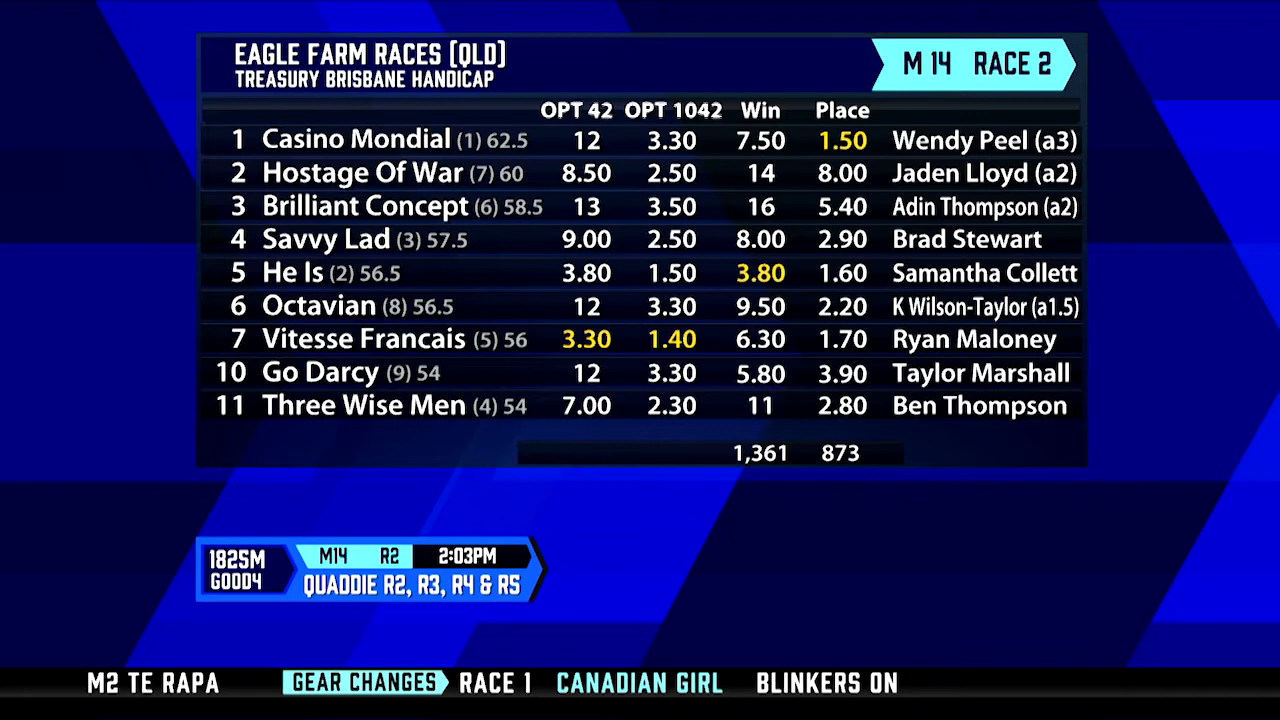 EAGLE FARM RACES (QLD)
TREASURY BRISBANE HANDICAP
M 14 RACE 2
OPT 42 OPT 1042 Win Place
1 Casino Mondial (1) 62.5 12 3.30 7.50 1.50 Wendy Peel (a3)
2 Hostage Of War (7) 60 8.50 2.50 14 8.00 Jaden Lloyd (a2)
3 Brilliant Concept (6) 58.5 13 3.50 16 5.40 Adin Thompson (a2)
4 Savvy Lad (3) 57.5 9.00 2.50 8.00 2.90 Brad Stewart
5 He Is (2) 56.5 3.80 1.50 3.80 1.60 Samantha Collett
6 Octavian (8) 56.5 12 3.30 9.50 2.20 K Wilson-Taylor (a1.5)
7 Vitesse Francais (5) 56 3.30 1.40 6.30 1.70 Ryan Maloney
10 Go Darcy (9) 54 12 3.30 5.80 3.90 Taylor Marshall
11 Three Wise Men (4) 54 7.00 2.30 11 2.80 Ben Thompson
1,361 873
1825M
GOOD4
M14 R2 2:03PM
QUADDIE R2, R3, R4 & R5
M2 TE RAPA GEAR CHANGES RACE 1 CANADIAN GIRL BLINKERS ON